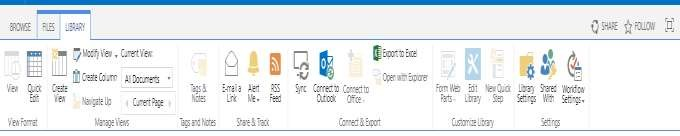 BROWSE FILES LIBRARY SHARE FOLLOW
View
Quick Edit
Create View
Modify View
Create Column
Navigate Up
Current View:
All Documents
Current Page
View Format
Manage Views
Tags & Notes
Tags and Notes
E-mail a Link
Alert Me
RSS Feed
Share & Track
Sync
Connect to Outlook
Connect to Office
Export to Excel
Open with Explorer
Connect & Export
Form Web Parts
Edit Library
New Quick Step
Customize Library
Library Settings
Shared With
Workflow Settings
Settings